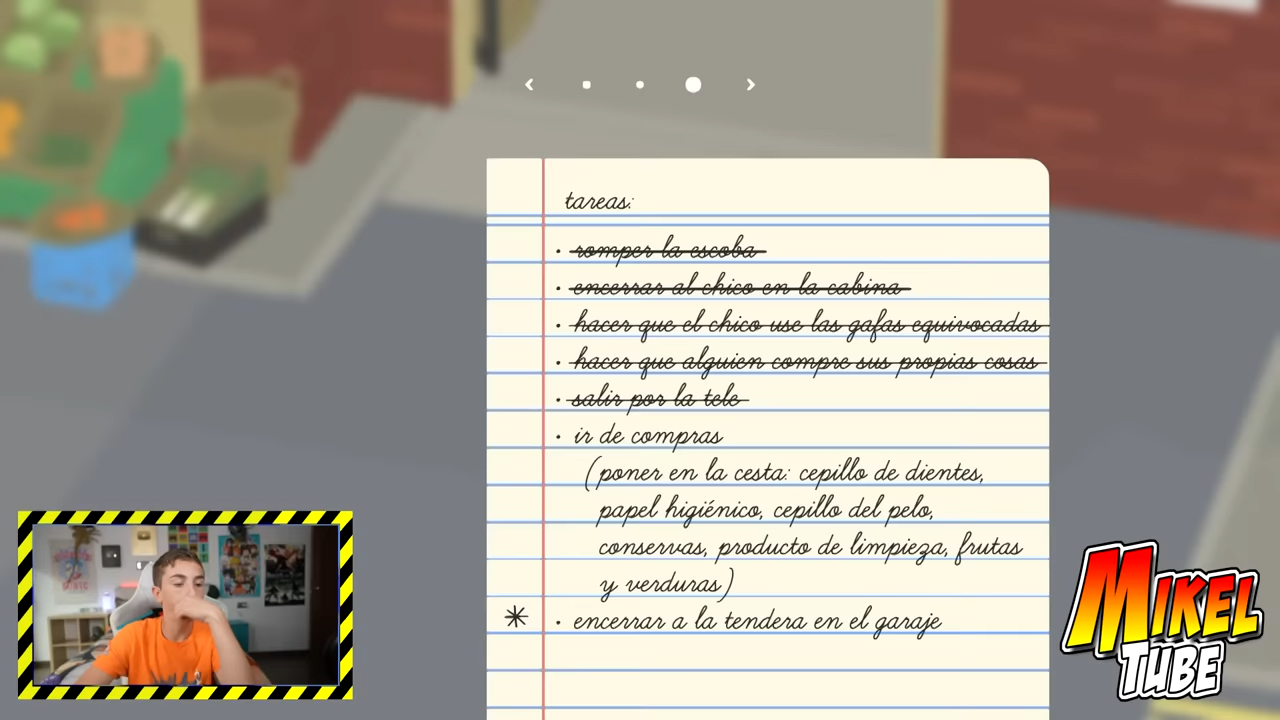 tareas:
· romper la escoba
· encerrar al chico en la cabina
· hacer que el chico use las gafas equivocadas
· hacer que alguien compre sus propias cosas
· salir por la tele
· ir de compras
(poner en la cesta: cepillo de dientes,
papel higiénico, cepillo del pelo,
conservas, producto de limpieza, frutas
y verduras)
· encerrar a la tendera en el garaje
MIKEL
TUBE